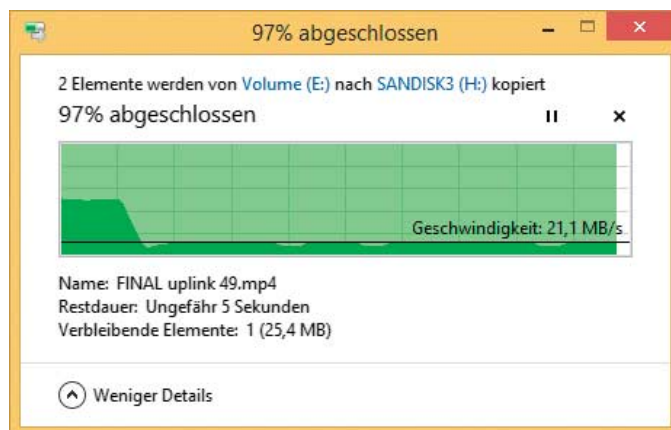 97% abgeschlossen
2 Elemente werden von Volume (E:) nach SANDISK3 (H:) kopiert
97% abgeschlossen
Geschwindigkeit: 21,1 MB/s
Name: FINAL uplink 49.mp4
Restdauer: Ungefähr 5 Sekunden
Verbleibende Elemente: 1 (25,4 MB)
Weniger Details